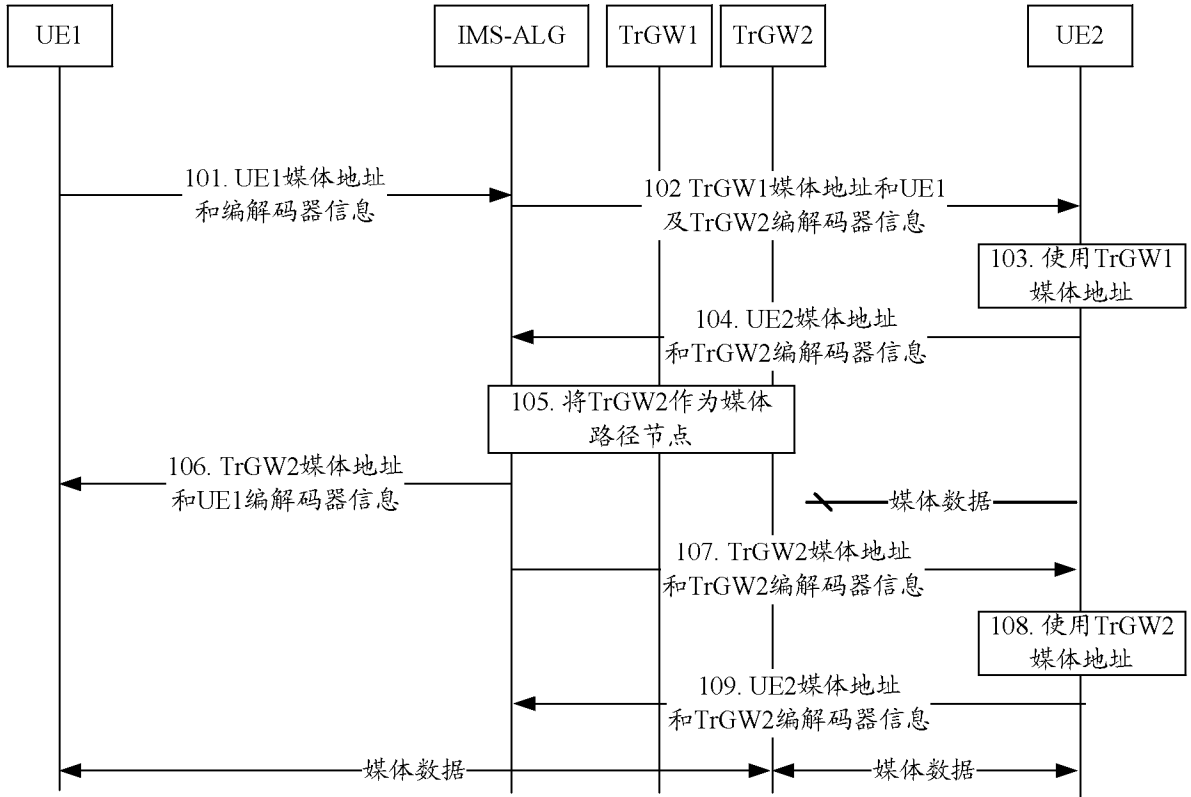 UE1
IMS-ALG
TrGW1
TrGW2
UE2
101. UE1媒体地址
和编解码器信息
102 TrGW1媒体地址和UE1
及TrGW2编解码器信息
103. 使用TrGW1
媒体地址
104. UE2媒体地址
和TrGW2编解码器信息
105. 将TrGW2作为媒体
路径节点
106. TrGW2媒体地址
和UE1编解码器信息
媒体数据
107. TrGW2媒体地址
和TrGW2编解码器信息
108. 使用TrGW2
媒体地址
109. UE2媒体地址
和TrGW2编解码器信息
媒体数据
媒体数据